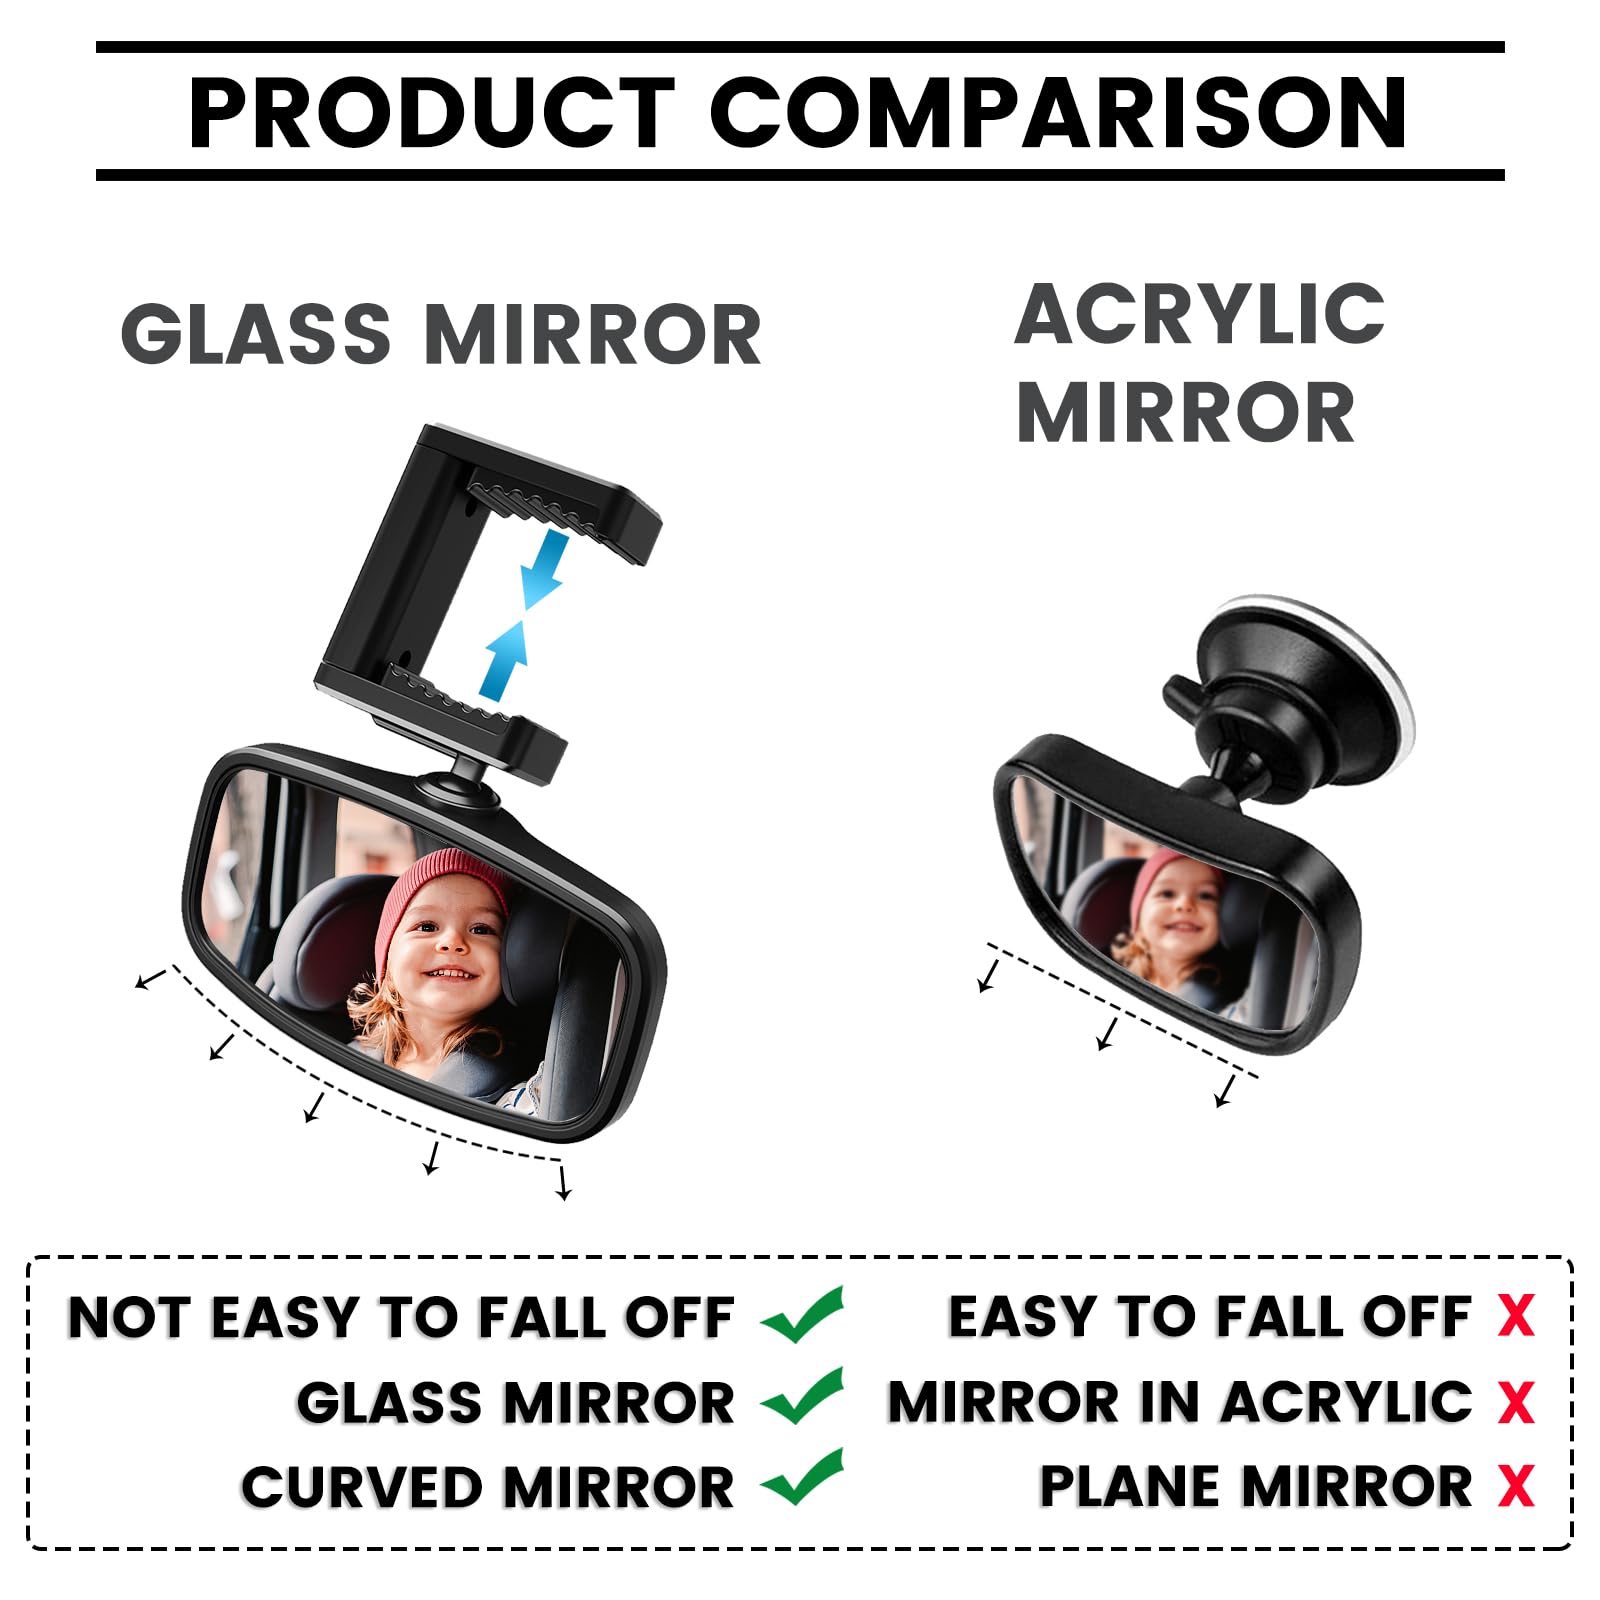 PRODUCT COMPARISON
GLASS MIRROR
ACRYLIC
MIRROR
NOT EASY TO FALL OFF
GLASS MIRROR
CURVED MIRROR
EASY TO FALL OFF X
MIRROR IN ACRYLIC X
PLANE MIRROR X